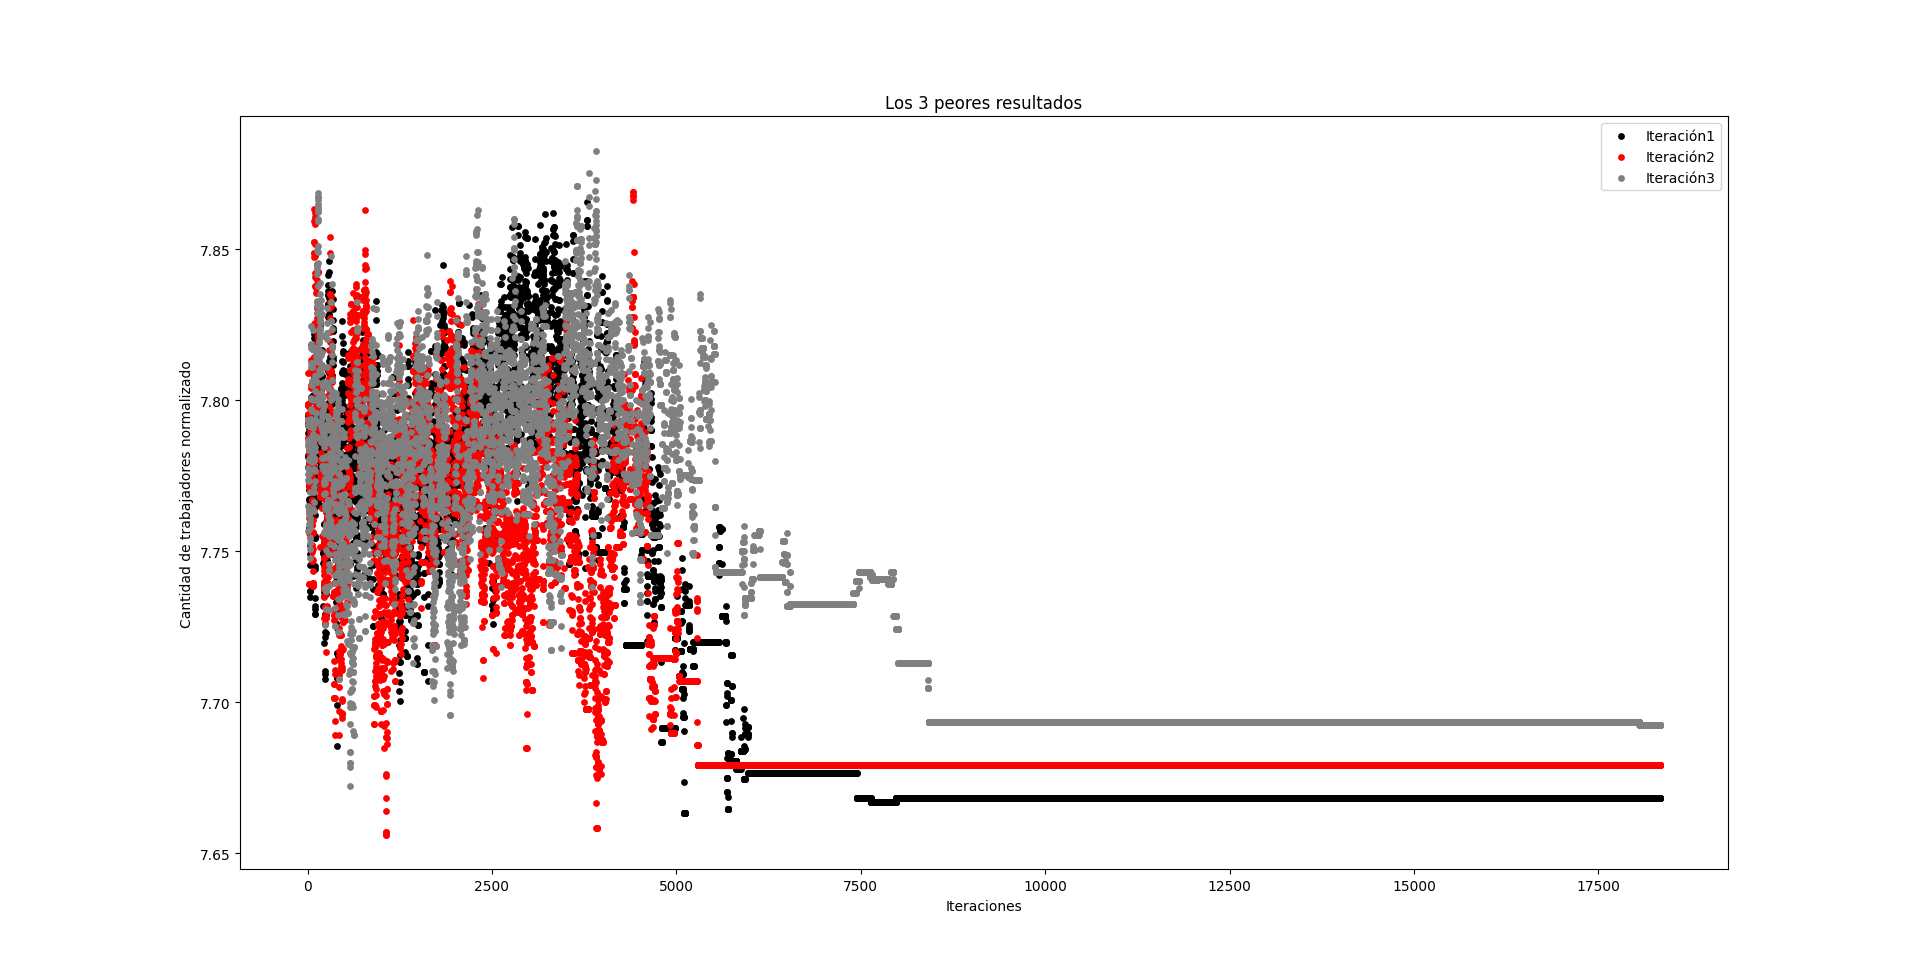 Los 3 peores resultados
Iteración1
Iteración2
Iteración3
Cantidad de trabajadores normalizado
7.85
7.80
7.75
7.70
7.65
0
2500
5000
7500
10000
12500
15000
17500
Iteraciones